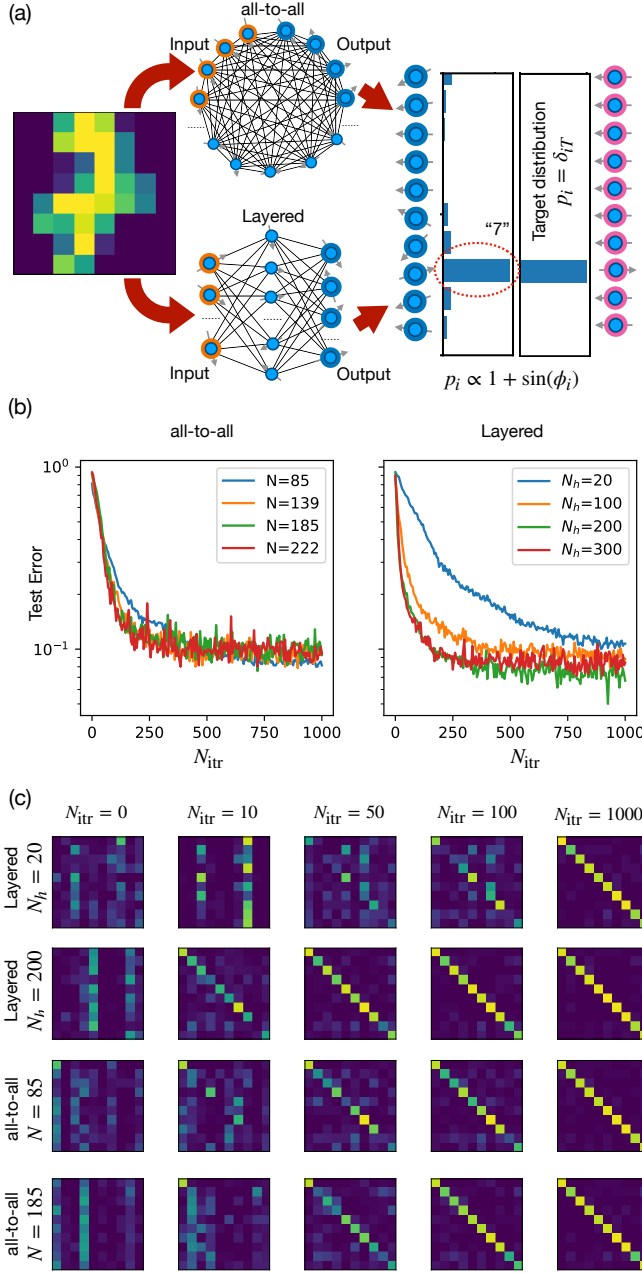 (a)
all-to-all
Input
Output
Layered
Input
Output
Target distribution
p_i = δ_{iT}
“7”
p_i ∝ 1 + sin(ϕ_i)
(b)
all-to-all
Layered
Test Error
10^0
10^{-1}
N=85
N=139
N=185
N=222
N_h=20
N_h=100
N_h=200
N_h=300
0 250 500 750 1000
0 250 500 750 1000
N_itr
N_itr
(c)
N_itr = 0
N_itr = 10
N_itr = 50
N_itr = 100
N_itr = 1000
Layered
N_h = 20
Layered
N_h = 200
all-to-all
N = 85
all-to-all
N = 185